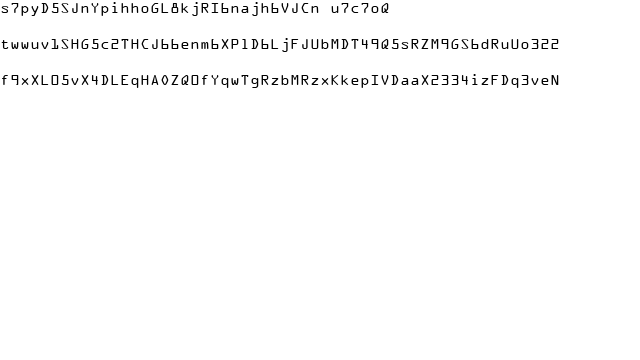 s7pyD5SJnYpihhoGL8kjRI6najh6VJCn u7c7oQ
twwuv1SHG5c2THCJ66enm6XP1D6LjFJUbMDT49Q5sRZM9GS6dRuUo322
f9xXLO5vX4DLEqHA0ZQOfYqwTgRzbMRzxKkepIVDaaX2334izFDq3veN